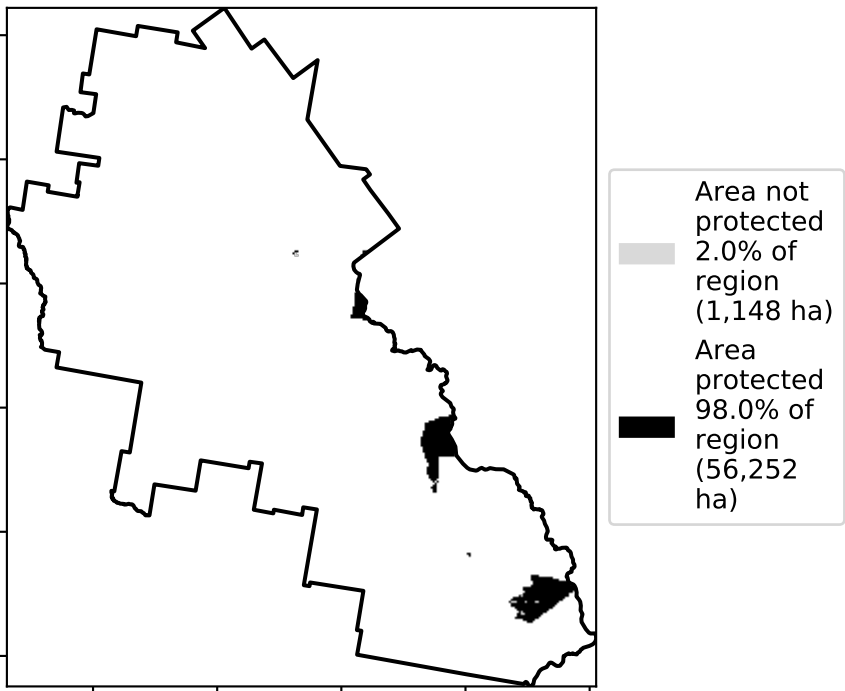 Area not
protected
2.0% of
region
(1,148 ha)
Area
protected
98.0% of
region
(56,252
ha)